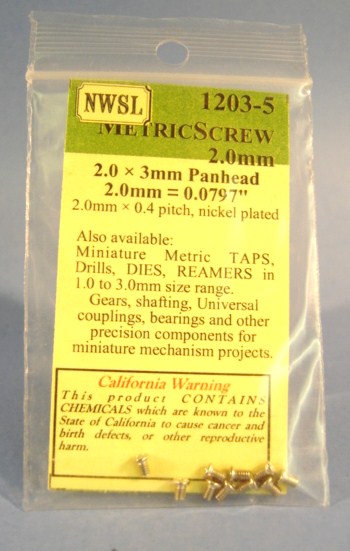 NWSL 1203-5
METRICSCREW
2.0mm
2.0 × 3mm Panhead
2.0mm = 0.0797"
2.0mm × 0.4 pitch, nickel plated
Also available:
Miniature Metric TAPS,
Drills, DIES, REAMERS in
1.0 to 3.0mm size range.
Gears, shafting, Universal
couplings, bearings and other
precision components for
miniature mechanism projects.
California Warning
This product CONTAINS
CHEMICALS which are known to the
State of California to cause cancer and
birth defects, or other reproductive
harm.